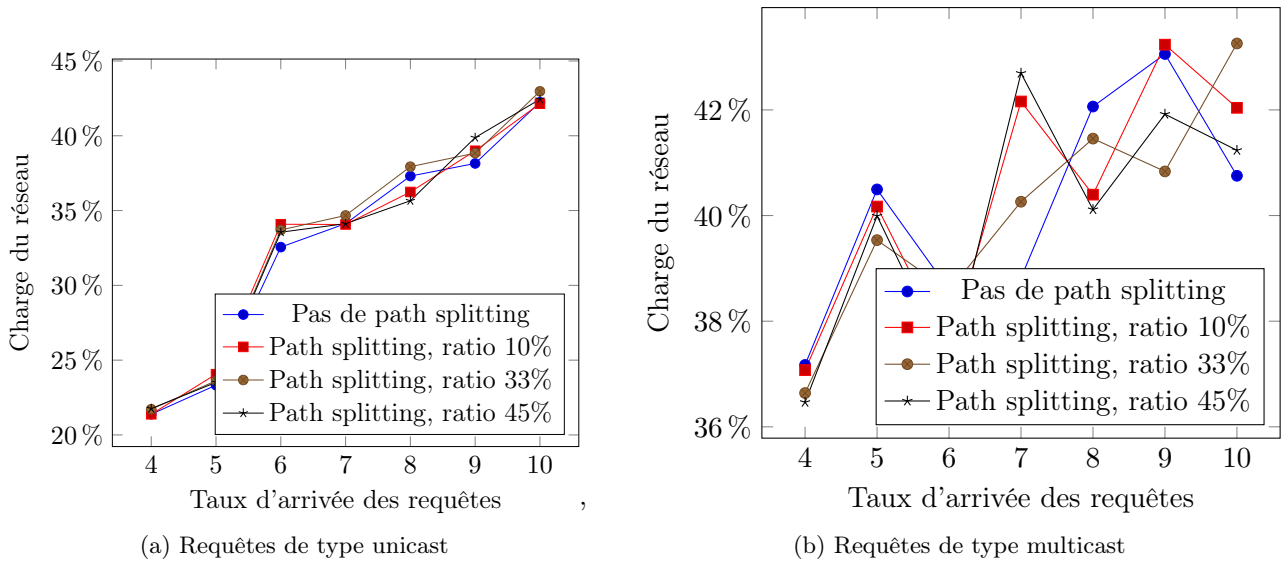 45 %
40 %
35 %
30 %
25 %
20 %
Charge du réseau
Pas de path splitting
Path splitting, ratio 10%
Path splitting, ratio 33%
Path splitting, ratio 45%
4 5 6 7 8 9 10
Taux d'arrivée des requêtes ,
(a) Requêtes de type unicast
42 %
40 %
38 %
36 %
Charge du réseau
Pas de path splitting
Path splitting, ratio 10%
Path splitting, ratio 33%
Path splitting, ratio 45%
4 5 6 7 8 9 10
Taux d'arrivée des requêtes
(b) Requêtes de type multicast